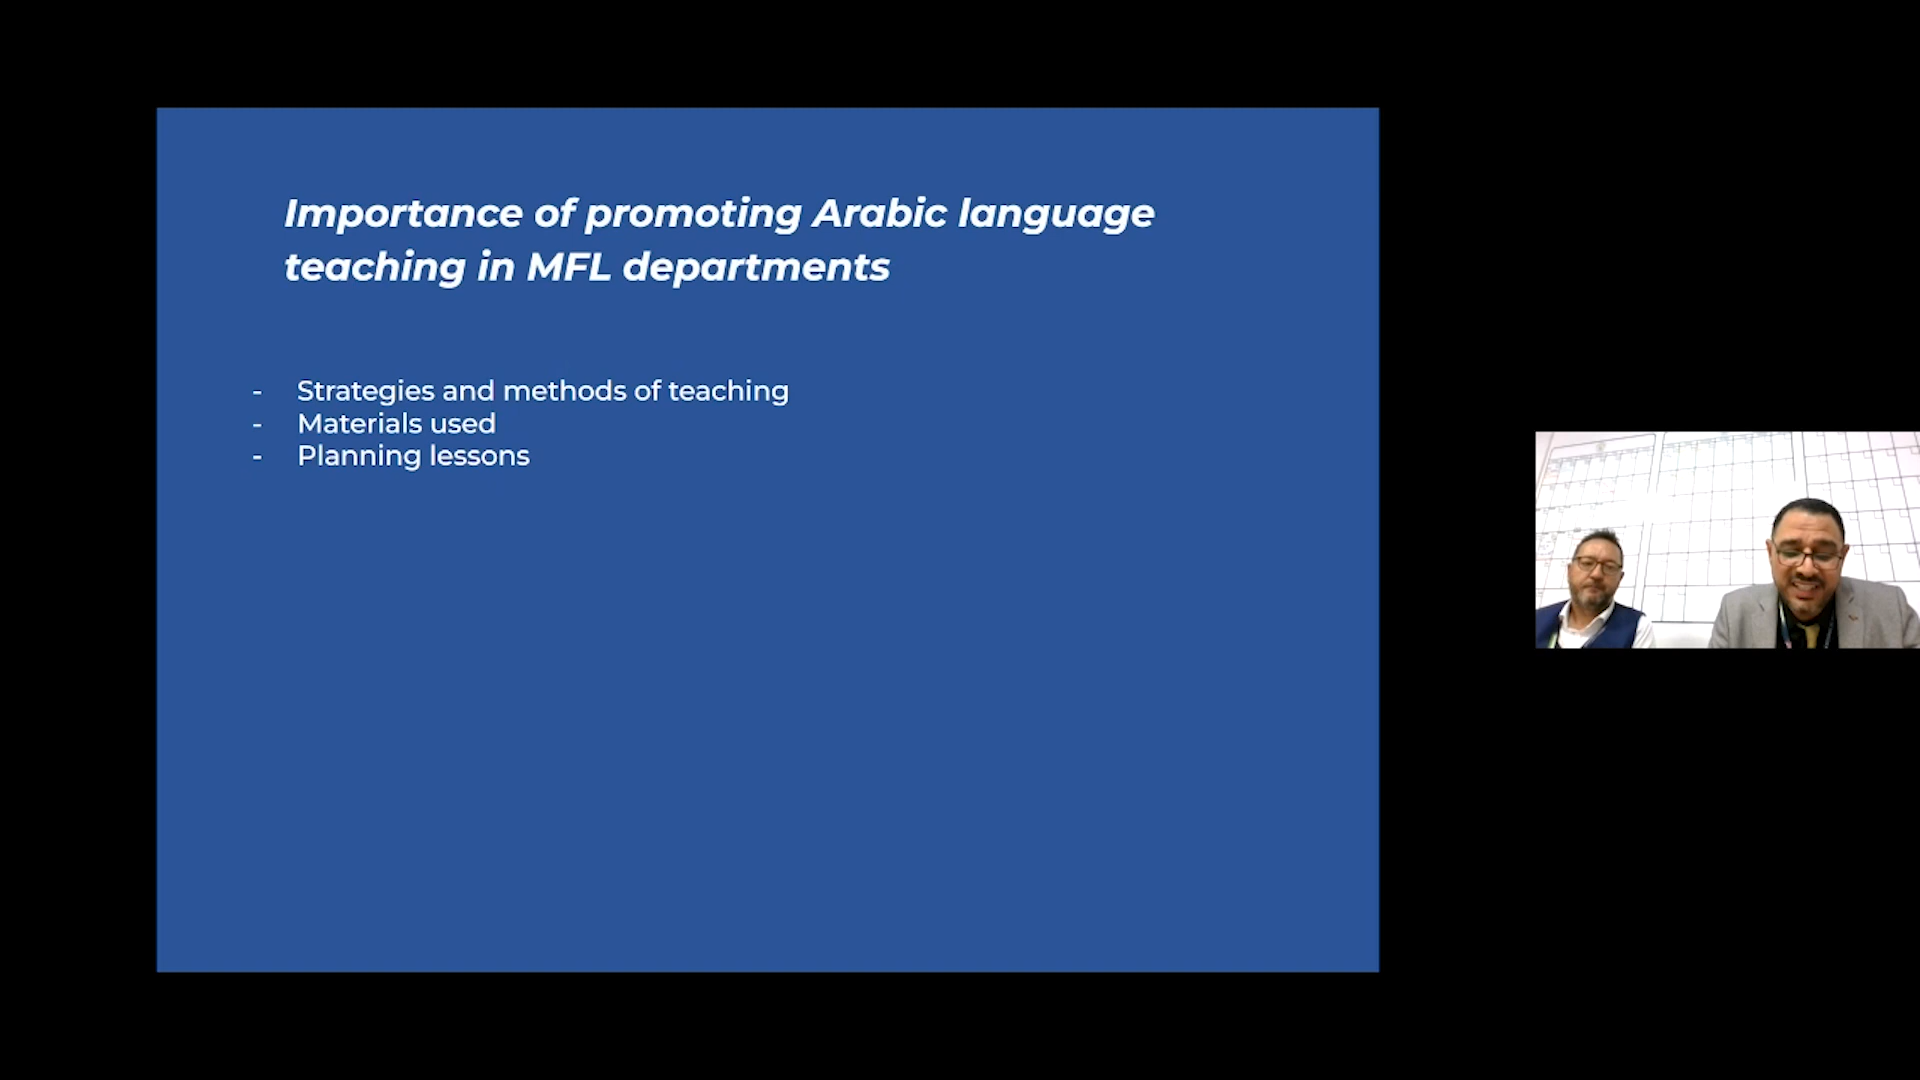 Importance of promoting Arabic language
teaching in MFL departments
- Strategies and methods of teaching
- Materials used
- Planning lessons